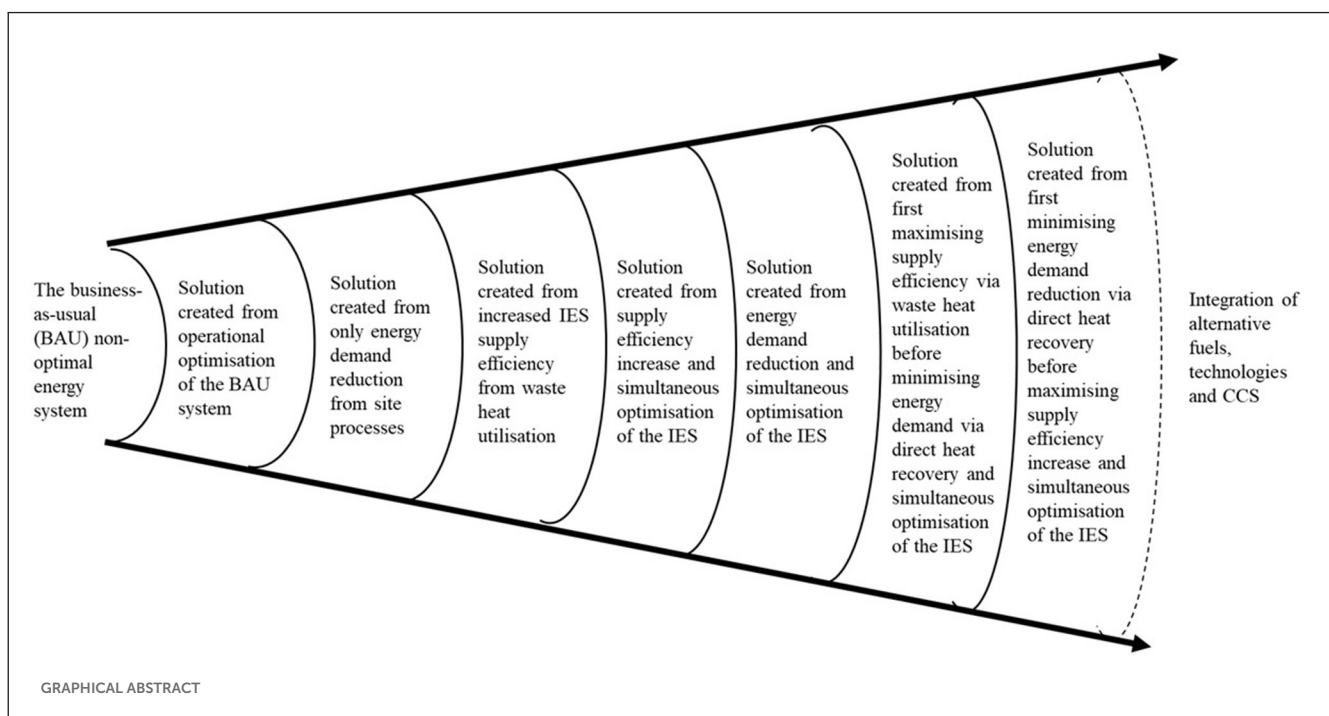 The business-
as-usual
(BAU) non-
optimal
energy
system
Solution
created from
operational
optimisation
of the BAU
system
Solution
created from
only energy
demand
reduction
from site
processes
Solution
created from
increased IES
supply
efficiency
from waste
heat
utilisation
Solution
created from
supply
efficiency
increase and
simultaneous
optimisation
of the IES
Solution
created from
energy
demand
reduction and
simultaneous
optimisation
of the IES
Solution
created from
first
maximising
supply
efficiency via
waste heat
utilisation
before
minimising
energy
demand via
direct heat
recovery and
simultaneous
optimisation
of the IES
Solution
created from
first
minimising
energy
demand
reduction via
direct heat
recovery
before
maximising
supply
efficiency
increase and
simultaneous
optimisation
of the IES
Integration of
alternative
fuels,
technologies
and CCS
GRAPHICAL ABSTRACT